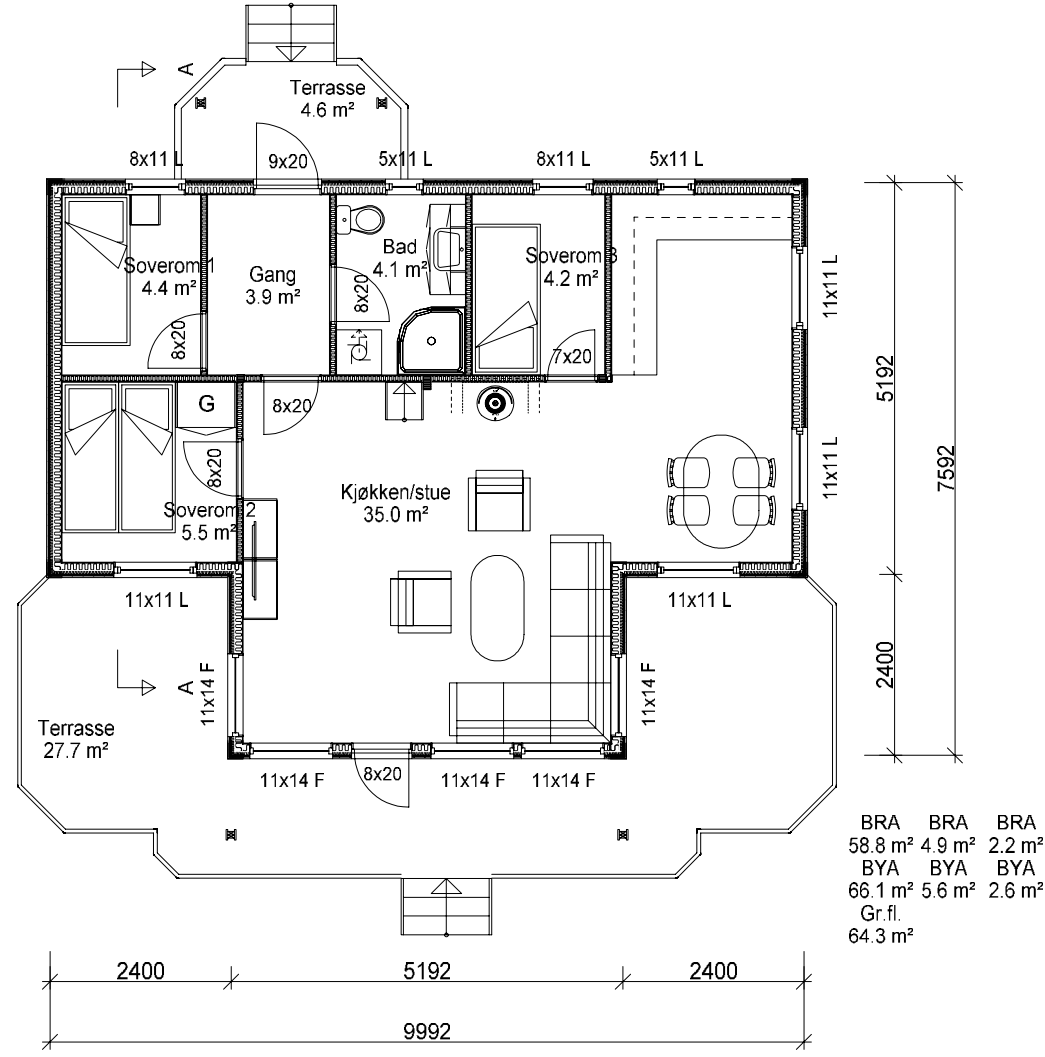 A
Terrasse
4.6 m²
8x11 L
9x20
5x11 L
8x11 L
5x11 L
Soverom 1
4.4 m²
8x20
Gang
3.9 m²
8x20
Bad
4.1 m²
Soverom 3
4.2 m²
7x20
11x11 L
5192
7592
G
8x20
8x20
Soverom 2
5.5 m²
Kjøkken/stue
35.0 m²
11x11 L
11x11 L
11x11 L
2400
A
11x14 F
11x14 F
Terrasse
27.7 m²
11x14 F
8x20
11x14 F
11x14 F
BRA BRA BRA
58.8 m² 4.9 m² 2.2 m²
BYA BYA BYA
66.1 m² 5.6 m² 2.6 m²
Gr.fl.
64.3 m²
2400
5192
2400
9992